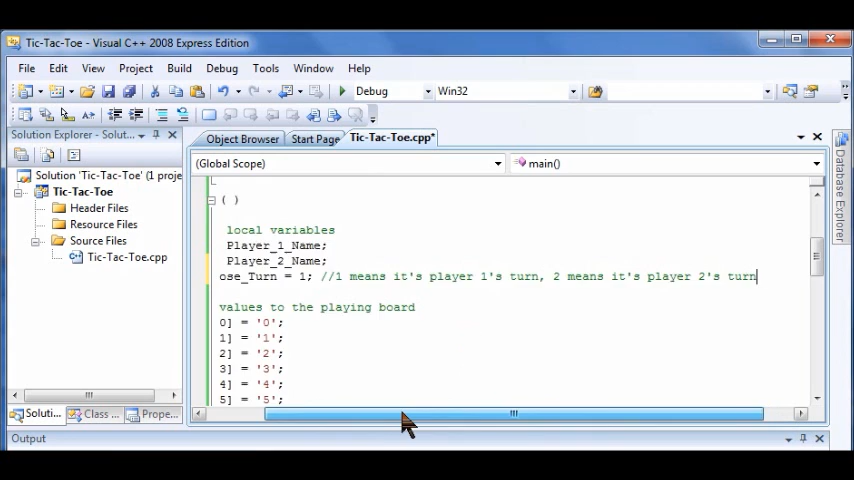 Tic-Tac-Toe - Visual C++ 2008 Express Edition
File Edit View Project Build Debug Tools Window Help
Debug Win32
Solution Explorer - Solut...
Object Browser Start Page Tic-Tac-Toe.cpp*
(Global Scope) main()
Solution 'Tic-Tac-Toe' (1 proje
Tic-Tac-Toe
Header Files
Resource Files
Source Files
Tic-Tac-Toe.cpp
( )
local variables
Player_1_Name;
Player_2_Name;
ose_Turn = 1; //1 means it's player 1's turn, 2 means it's player 2's turn
values to the playing board
0] = '0';
1] = '1';
2] = '2';
3] = '3';
4] = '4';
5] = '5';
Database Explorer
Soluti... Class ... Prope...
Output